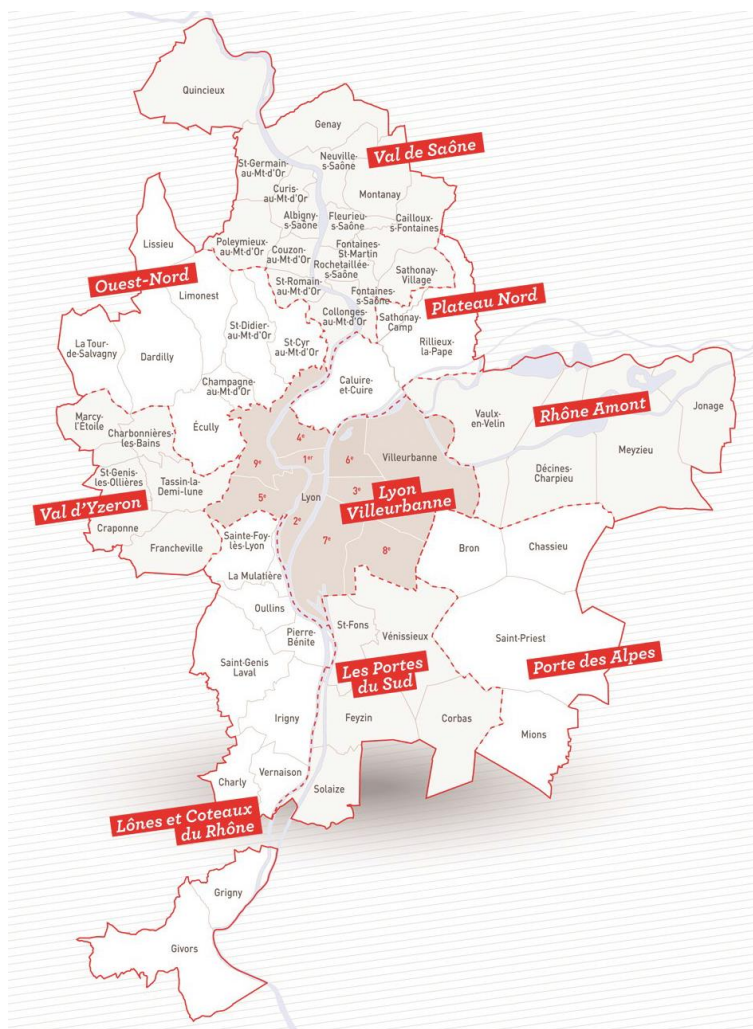 Quincieux
Genay
Val de Saône
Neuville-
s-Saône
St-Germain-
au-Mt-d'Or
Curis-
au-Mt-d'Or
Montanay
Albigny-
s-Saône
Fleurieu-
s-Saône
Cailloux-
s-Fontaines
Lissieu
Poleymieux-
au-Mt-d'Or
Couzon-
au-Mt-d'Or
Fontaines-
St-Martin
Rochetaillée-
s-Saône
Sathonay-
Village
Ouest-Nord
Limonest
St-Romain-
au-Mt-d'Or
Fontaines-
s-Saône
Plateau Nord
Collonges-
au-Mt-d'Or
Sathonay-
Camp
St-Didier-
au-Mt-d'Or
St-Cyr-
au-Mt-d'Or
Rillieux-
la-Pape
La Tour-
de-Salvagny
Dardilly
Champagne-
au-Mt-d'Or
Caluire-
et-Cuire
Rhône Amont
Jonage
Marcy-
l'Étoile
Charbonnières-
les-Bains
Écully
Vaulx-
en-Velin
Meyzieu
4e
1er
6e
Villeurbanne
9e
Décines-
Charpieu
St-Genis-
les-Ollières
Tassin-la-
Demi-lune
5e
Lyon
3e
Lyon
Villeurbanne
Val d'Yzeron
Craponne
Francheville
2e
7e
8e
Sainte-Foy-
lès-Lyon
Bron
Chassieu
La Mulatière
Oullins
St-Fons
Vénissieux
Pierre-
Bénite
Saint-Priest
Saint-Genis
Laval
Les Portes
du Sud
Porte des Alpes
Irigny
Feyzin
Corbas
Mions
Charly
Vernaison
Solaize
Lônes et Coteaux
du Rhône
Grigny
Givors